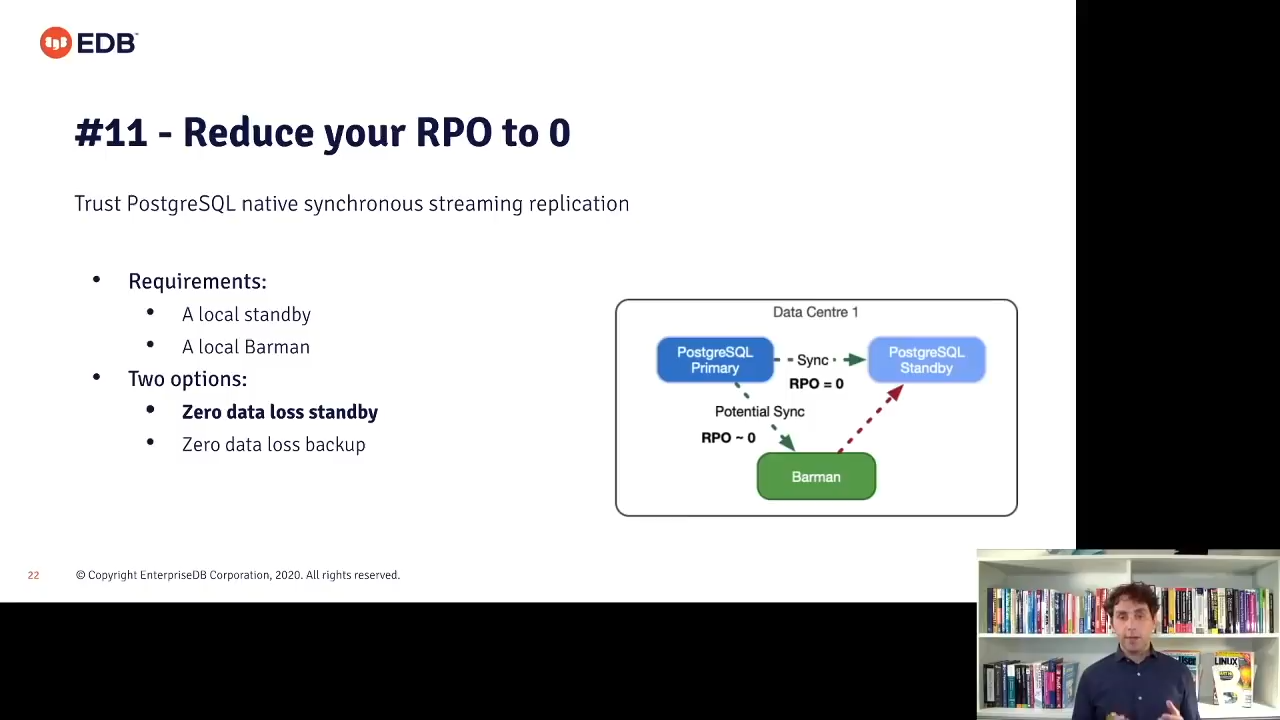 EDB
#11 - Reduce your RPO to 0
Trust PostgreSQL native synchronous streaming replication
• Requirements:
• A local standby
• A local Barman
• Two options:
• Zero data loss standby
• Zero data loss backup
Data Centre 1
PostgreSQL
Primary
Sync
RPO = 0
PostgreSQL
Standby
Potential Sync
RPO ~ 0
Barman
22
© Copyright EnterpriseDB Corporation, 2020. All rights reserved.
LINUX